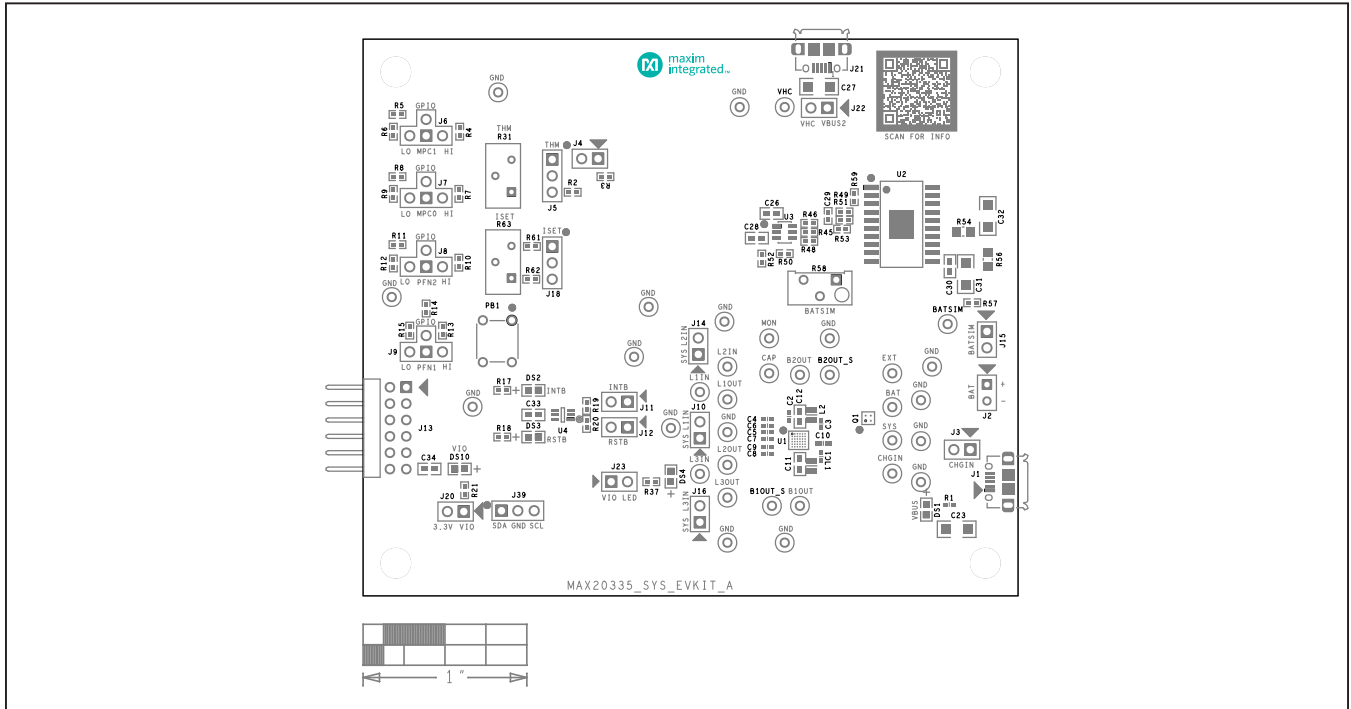 maxim
integrated™
J21
C27
GND
GND
VHC
J22
VHC VBUS2
SCAN FOR INFO
R5
GPIO
J6
R6
R4
LO MPC1 HI
THM
R31
THM
J4
R3
R2
J5
R8
GPIO
J7
R9
R7
LO MPC0 HI
ISET
R63
ISET
R61
R62
J18
R11
GPIO
J8
R12
R10
LO PFN2 HI
GND
R14
GPIO
R15
R13
J9
LO PFN1 HI
PB1
U2
R59
C29
R49
R51
C26
U3
R46
R45
R53
C28
R48
R52
R50
R54
C32
R56
C30
C31
R58
BATSIM
R57
BATSIM
BATSIM
J15
GND
GND
J14
SYS L2IN
GND
MON
GND
L2IN
CAP
B2OUT
B2OUT_S
EXT
GND
BAT
J2
+
-
L1IN
L1OUT
BAT
GND
J13
R17
+
DS2
INTB
INTB
J11
R19
GND
C33
U4
R20
J12
RSTB
GND
J10
SYS L1IN
GND
C2
C12
L2
C4
C6
C5
C7
C9
C8
C3
U1
C10
C11
C1
L1
Q1
SYS
GND
J3
CHGIN
R18
+
DS3
RSTB
L2OUT
L3IN
CHGIN
GND
J1
VIO
C34
DS10
+
R21
J23
VIO LED
R37
DS4
+
L3OUT
J16
SYS L3IN
B1OUT_S
B1OUT
+
VBUS
DS1
R1
C23
J20
3.3V VIO
J39
SDA GND SCL
GND
GND
MAX20335_SYS_EVKIT_A
1 "